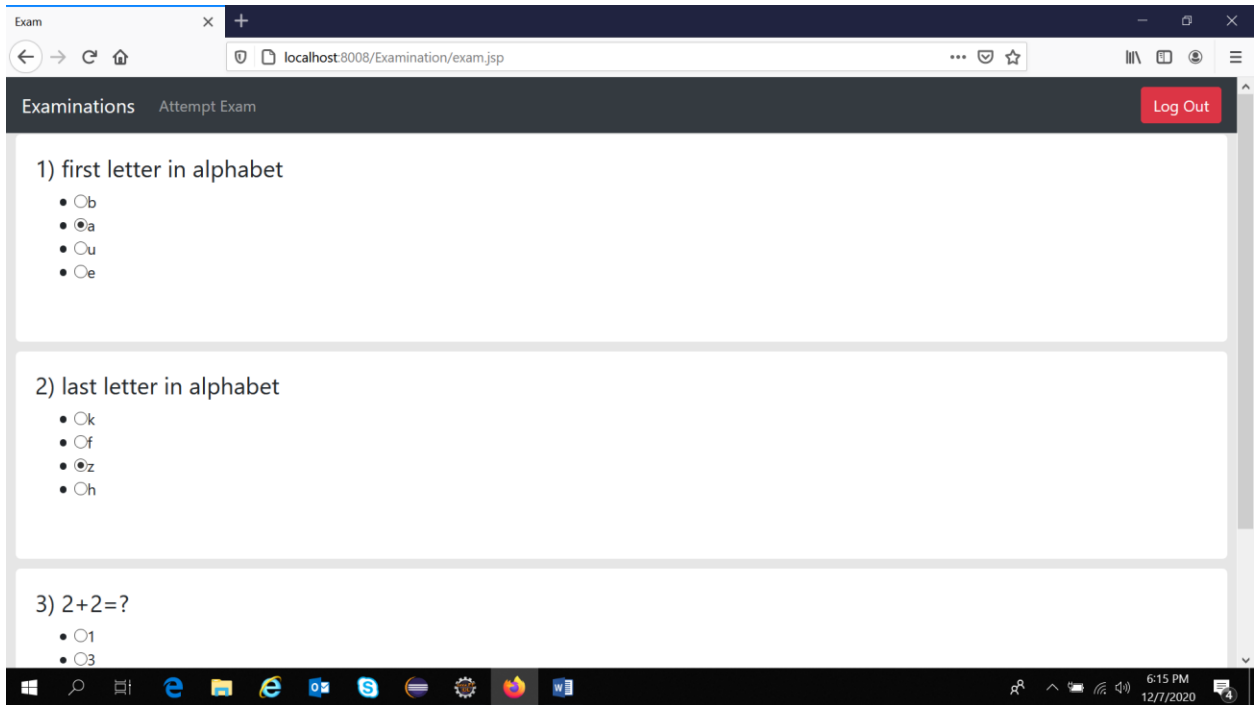 Exam
localhost:8008/Examination/exam.jsp
Examinations Attempt Exam Log Out
1) first letter in alphabet
b
a
u
e
2) last letter in alphabet
k
f
z
h
3) 2+2=?
1
3
6:15 PM
12/7/2020
4